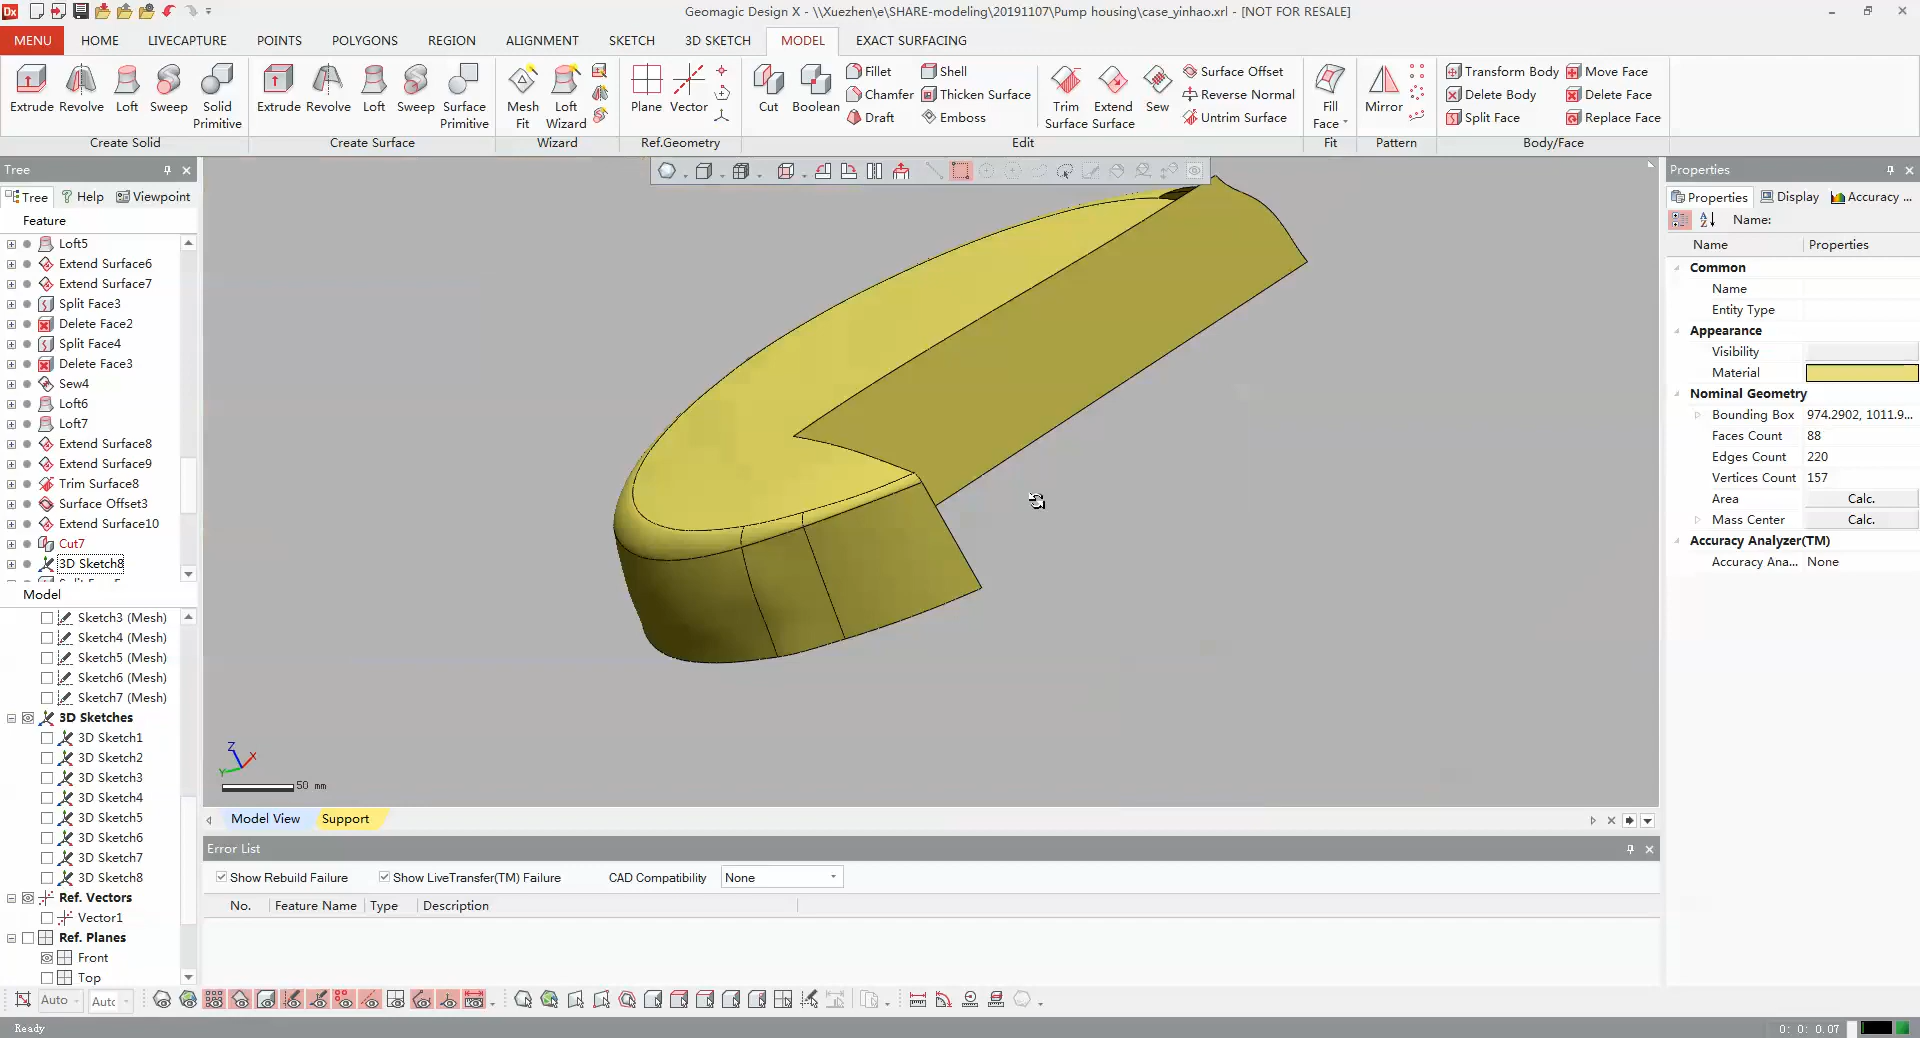 Dx
Geomagic Design X - \\Xuezhen\e\SHARE-modeling\20191107\Pump housing\case_yinhao.xrl - [NOT FOR RESALE]
MENU HOME LIVECAPTURE POINTS POLYGONS REGION ALIGNMENT SKETCH 3D SKETCH MODEL EXACT SURFACING
Extrude Revolve Loft Sweep Solid Primitive
Create Solid
Extrude Revolve Loft Sweep Surface Primitive
Create Surface
Mesh Fit Loft Wizard
Wizard
Plane Vector
Ref.Geometry
Cut Boolean
Fillet
Chamfer
Draft
Shell
Thicken Surface
Emboss
Trim Surface Extend Surface Sew
Surface Offset
Reverse Normal
Untrim Surface
Edit
Fill Face
Fit
Mirror
Pattern
Transform Body
Delete Body
Split Face
Move Face
Delete Face
Replace Face
Body/Face
Tree
Tree Help Viewpoint
Feature
Loft5
Extend Surface6
Extend Surface7
Split Face3
Delete Face2
Split Face4
Delete Face3
Sew4
Loft6
Loft7
Extend Surface8
Extend Surface9
Trim Surface8
Surface Offset3
Extend Surface10
Cut7
3D Sketch8
Model
Sketch3 (Mesh)
Sketch4 (Mesh)
Sketch5 (Mesh)
Sketch6 (Mesh)
Sketch7 (Mesh)
3D Sketches
3D Sketch1
3D Sketch2
3D Sketch3
3D Sketch4
3D Sketch5
3D Sketch6
3D Sketch7
3D Sketch8
Ref. Vectors
Vector1
Ref. Planes
Front
Top
Z
X
Y
50 mm
Model View Support
Error List
Show Rebuild Failure Show LiveTransfer(TM) Failure CAD Compatibility None
No. Feature Name Type Description
Properties
Properties Display Accuracy ...
Name:
Name Properties
Common
Name
Entity Type
Appearance
Visibility
Material
Nominal Geometry
Bounding Box 974.2902, 1011.9...
Faces Count 88
Edges Count 220
Vertices Count 157
Area Calc.
Mass Center Calc.
Accuracy Analyzer(TM)
Accuracy Ana... None
Auto
Ready
0: 0: 0.07